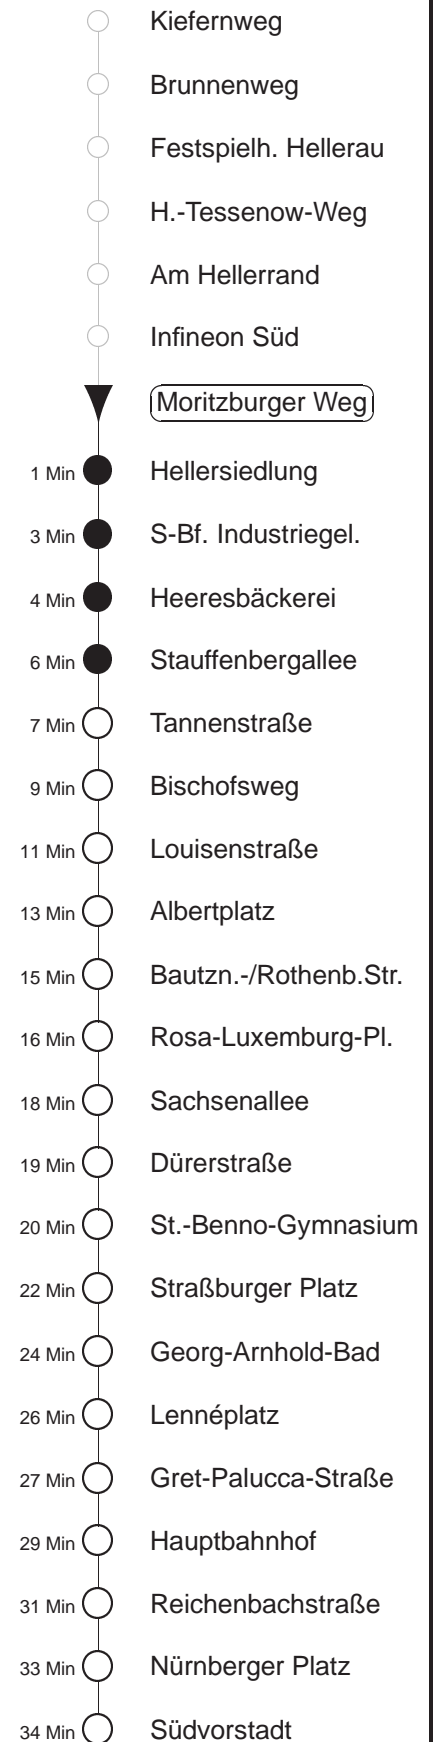 Kiefernweg
Brunnenweg
Festspielh. Hellerau
H.-Tessenow-Weg
Am Hellerrand
Infineon Süd
Moritzburger Weg
1 Min Hellersiedlung
3 Min S-Bf. Industriegel.
4 Min Heeresbäckerei
6 Min Stauffenbergallee
7 Min Tannenstraße
9 Min Bischofsweg
11 Min Louisenstraße
13 Min Albertplatz
15 Min Bautzn.-/Rothenb.Str.
16 Min Rosa-Luxemburg-Pl.
18 Min Sachsenallee
19 Min Dürerstraße
20 Min St.-Benno-Gymnasium
22 Min Straßburger Platz
24 Min Georg-Arnhold-Bad
26 Min Lennéplatz
27 Min Gret-Palucca-Straße
29 Min Hauptbahnhof
31 Min Reichenbachstraße
33 Min Nürnberger Platz
34 Min Südvorstadt